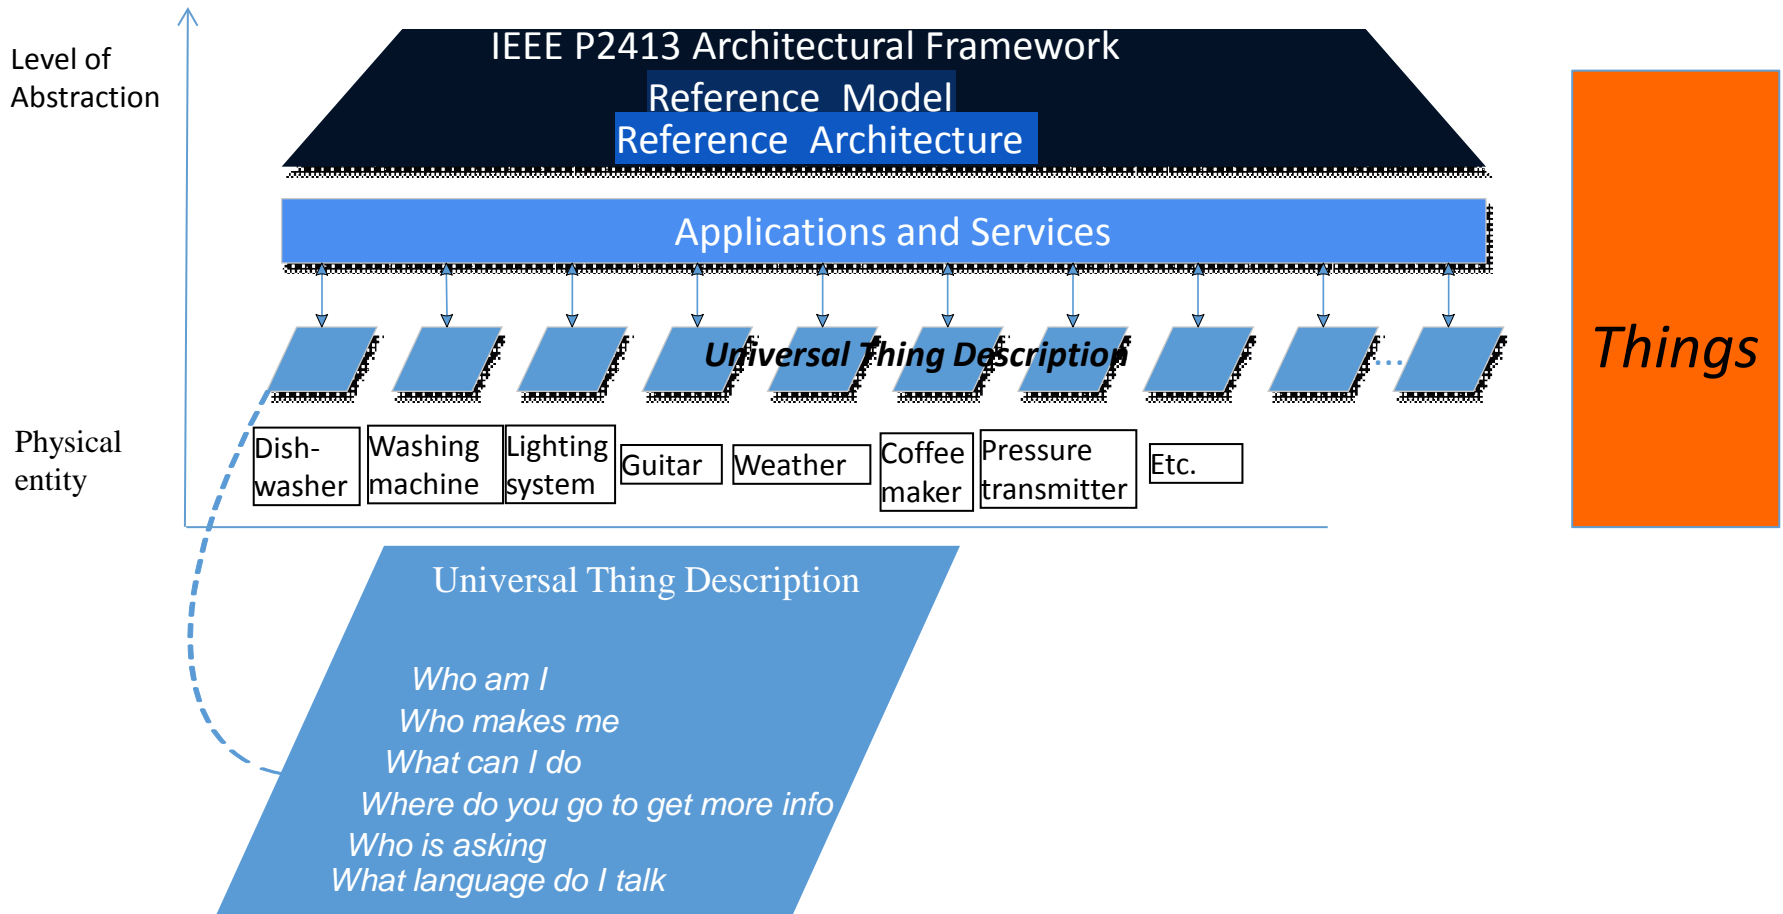 Level of
Abstraction
IEEE P2413 Architectural Framework
Reference Model
Reference Architecture
Applications and Services
Universal Thing Description
...
Things
Physical
entity
Dish-
washer
Washing
machine
Lighting
system
Guitar
Weather
Coffee
maker
Pressure
transmitter
Etc.
Universal Thing Description
Who am I
Who makes me
What can I do
Where do you go to get more info
Who is asking
What language do I talk